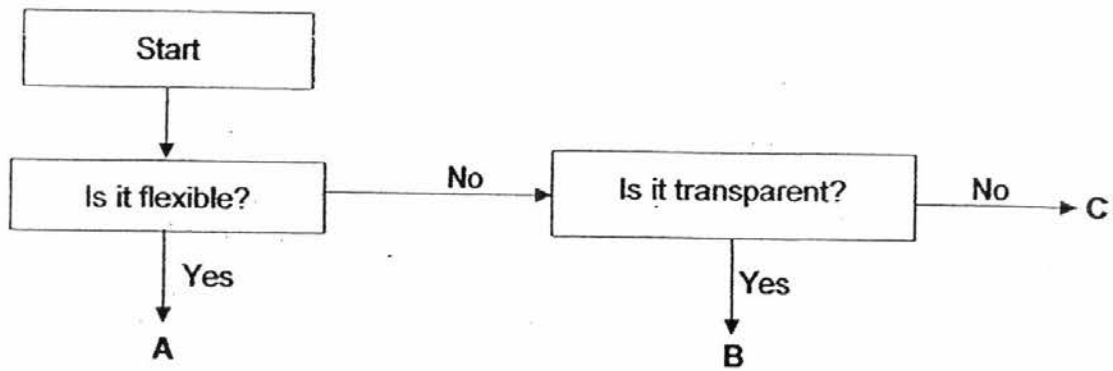 Start
Is it flexible?
No
Is it transparent?
No
C
Yes
Yes
A
B